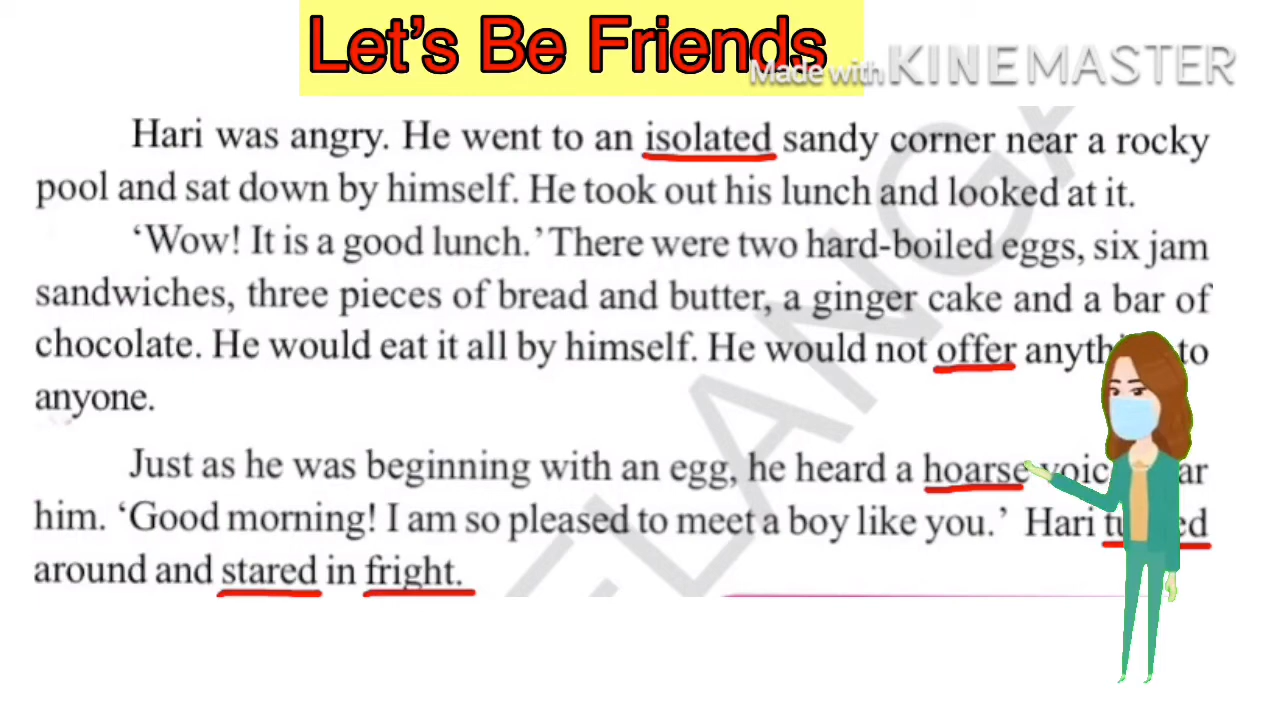 Let's Be Friends
Made with KINEMASTER
Hari was angry. He went to an isolated sandy corner near a rocky
pool and sat down by himself. He took out his lunch and looked at it.
‘Wow! It is a good lunch.’ There were two hard-boiled eggs, six jam
sandwiches, three pieces of bread and butter, a ginger cake and a bar of
chocolate. He would eat it all by himself. He would not offer to
anyone.
Just as he was beginning with an egg, he heard a hoarse
him. ‘Good morning! I am so pleased to meet a boy like you.’ Hari
around and stared in fright.